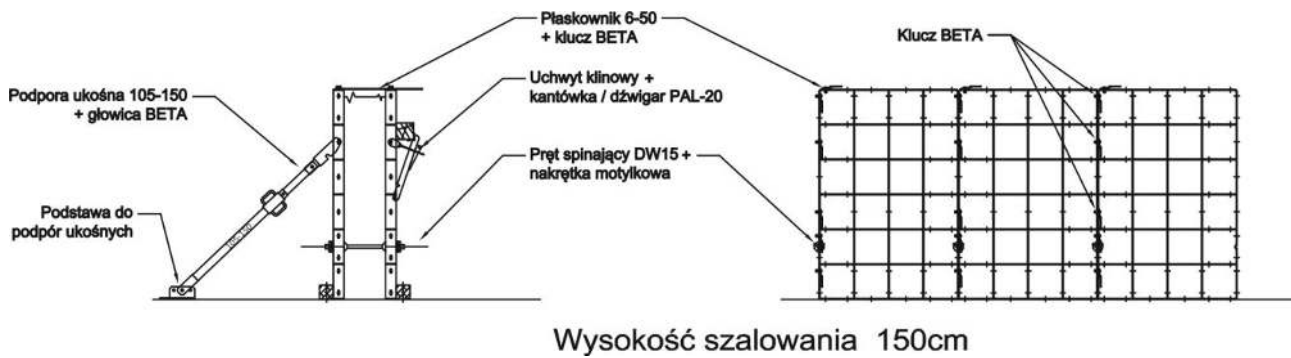 Płaskownik 6-50
+ klucz BETA
Klucz BETA
Uchwyt klinowy +
kantówka / dźwigar PAL-20
Podpora ukośna 105-150
+ głowica BETA
Pręt spinający DW15 +
nakrętka motylkowa
Podstawa do
podpór ukośnych
Wysokość szalowania 150cm